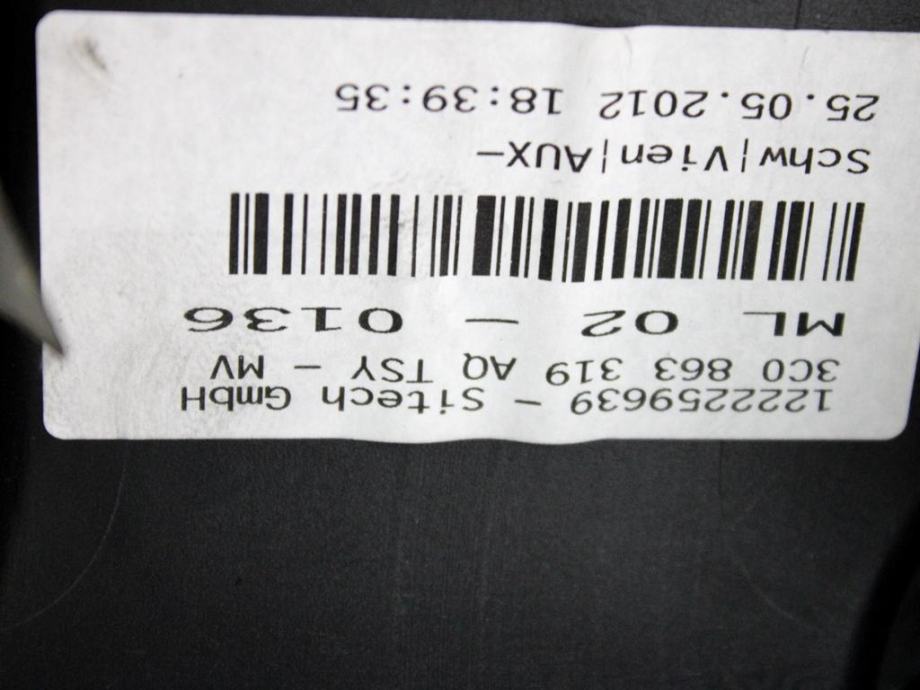 1222259639 - Sitech GmbH
3C0 863 319 AQ TSY - MV
ML 02 - 0136
Schw¦Vien¦AUX-
25.05.2012 18:39:35